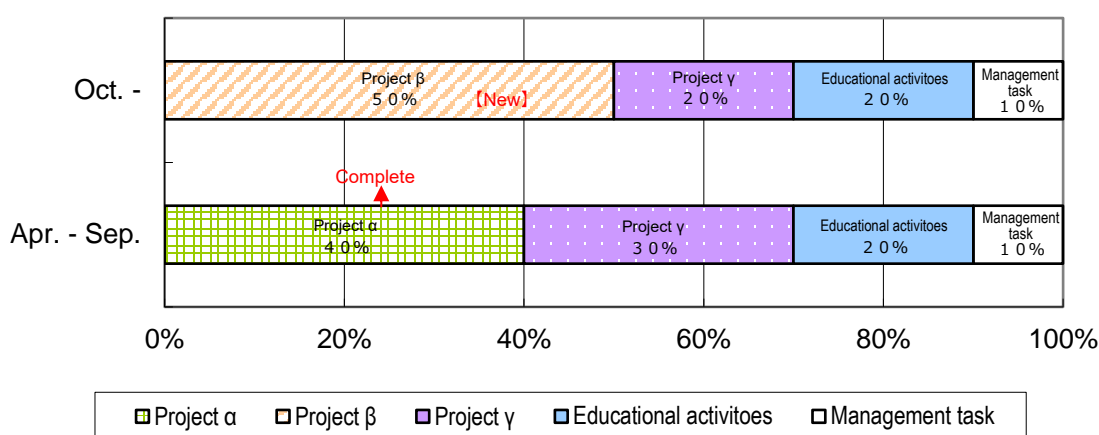 Oct. -
Project β
５０%
【New】
Project γ
２０%
Educational activitoes
２０%
Management
task
１０%
Complete
Apr. - Sep.
Project α
４０%
Project γ
３０%
Educational activitoes
２０%
Management
task
１０%
0% 20% 40% 60% 80% 100%
Project α Project β Project γ Educational activitoes Management task